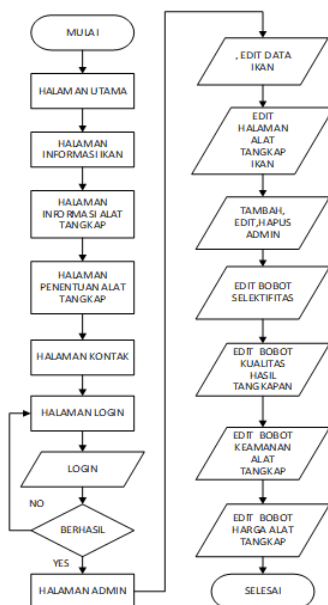 MULAI
HALAMAN UTAMA
HALAMAN
INFORMASI IKAN
HALAMAN
INFORMASI ALAT
TANGKAP
HALAMAN
PENENTUAN ALAT
TANGKAP
HALAMAN KONTAK
HALAMAN LOGIN
LOGIN
NO
BERHASIL
YES
HALAMAN ADMIN
, EDIT DATA
IKAN
EDIT
HALAMAN
ALAT
TANGKAP
IKAN
TAMBAH,
EDIT,HAPUS
ADMIN
EDIT BOBOT
SELEKTIFITAS
EDIT BOBOT
KUALITAS
HASIL
TANGKAPAN
EDIT BOBOT
KEAMANAN
ALAT
TANGKAP
EDIT BOBOT
HARGA ALAT
TANGKAP
SELESAI